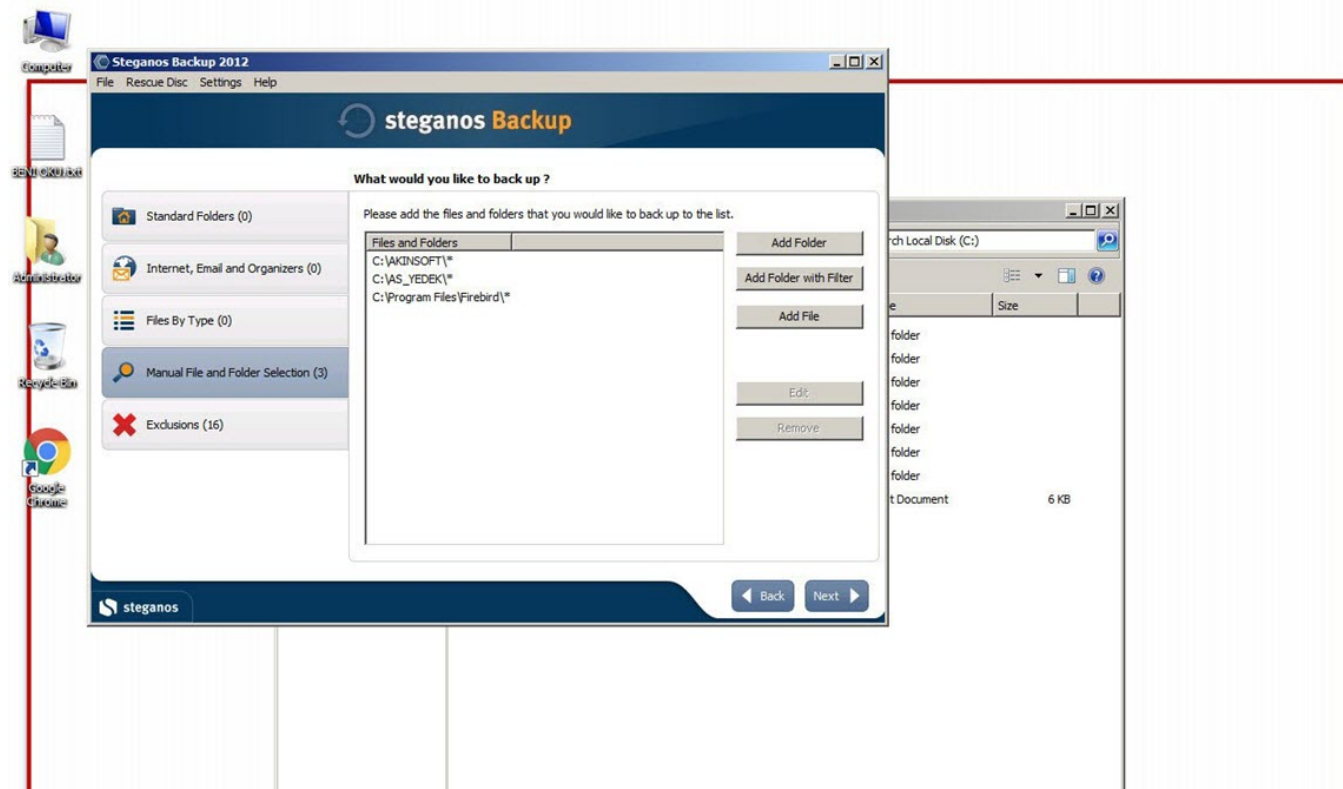 Computer
BENI OKU.txt
Administrator
Recycle Bin
Google
Chrome
Steganos Backup 2012
File Rescue Disc Settings Help
steganos Backup
What would you like to back up ?
Standard Folders (0)
Internet, Email and Organizers (0)
Files By Type (0)
Manual File and Folder Selection (3)
Exclusions (16)
Please add the files and folders that you would like to back up to the list.
Files and Folders
C:\AKINSOFT\*
C:\AS_YEDEK\*
C:\Program Files\Firebird\*
Add Folder
Add Folder with Filter
Add File
Edit
Remove
steganos
Back
Next
rch Local Disk (C:)
e
Size
folder
folder
folder
folder
folder
folder
folder
t Document 6 KB